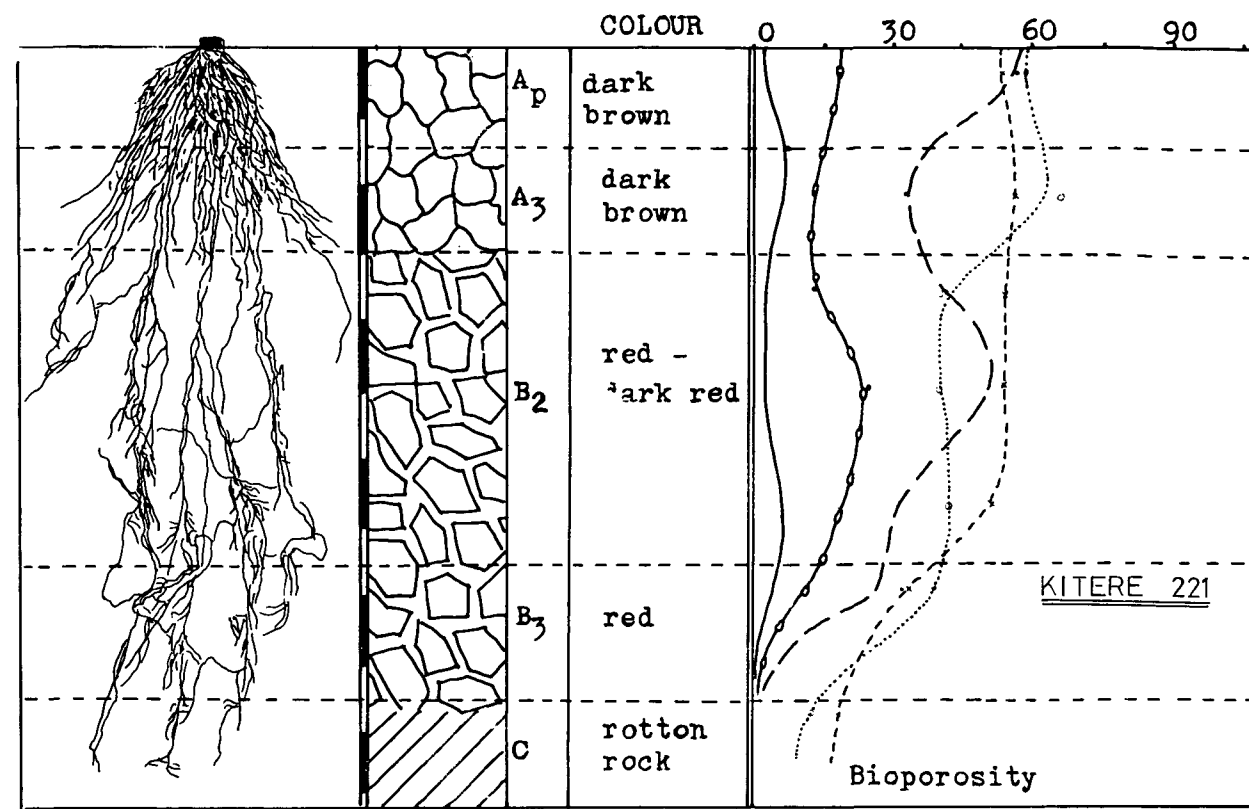 COLOUR 0 30 60 90
Ap dark
brown
A3 dark
brown
B2 red -
dark red
B3 red
KITERE 221
C rotton
rock
Bioporosity